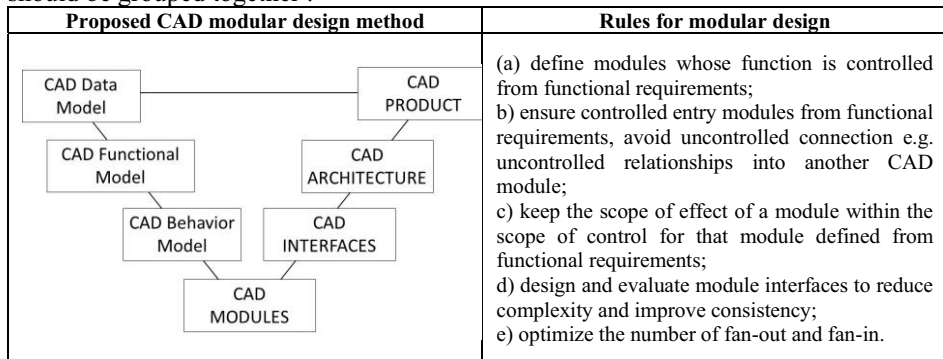 should be grouped together .
Proposed CAD modular design method
Rules for modular design
CAD Data
Model
CAD
PRODUCT
CAD Functional
Model
CAD
ARCHITECTURE
CAD Behavior
Model
CAD
INTERFACES
CAD
MODULES
(a) define modules whose function is controlled
from functional requirements;
b) ensure controlled entry modules from functional
requirements, avoid uncontrolled connection e.g.
uncontrolled relationships into another CAD
module;
c) keep the scope of effect of a module within the
scope of control for that module defined from
functional requirements;
d) design and evaluate module interfaces to reduce
complexity and improve consistency;
e) optimize the number of fan-out and fan-in.